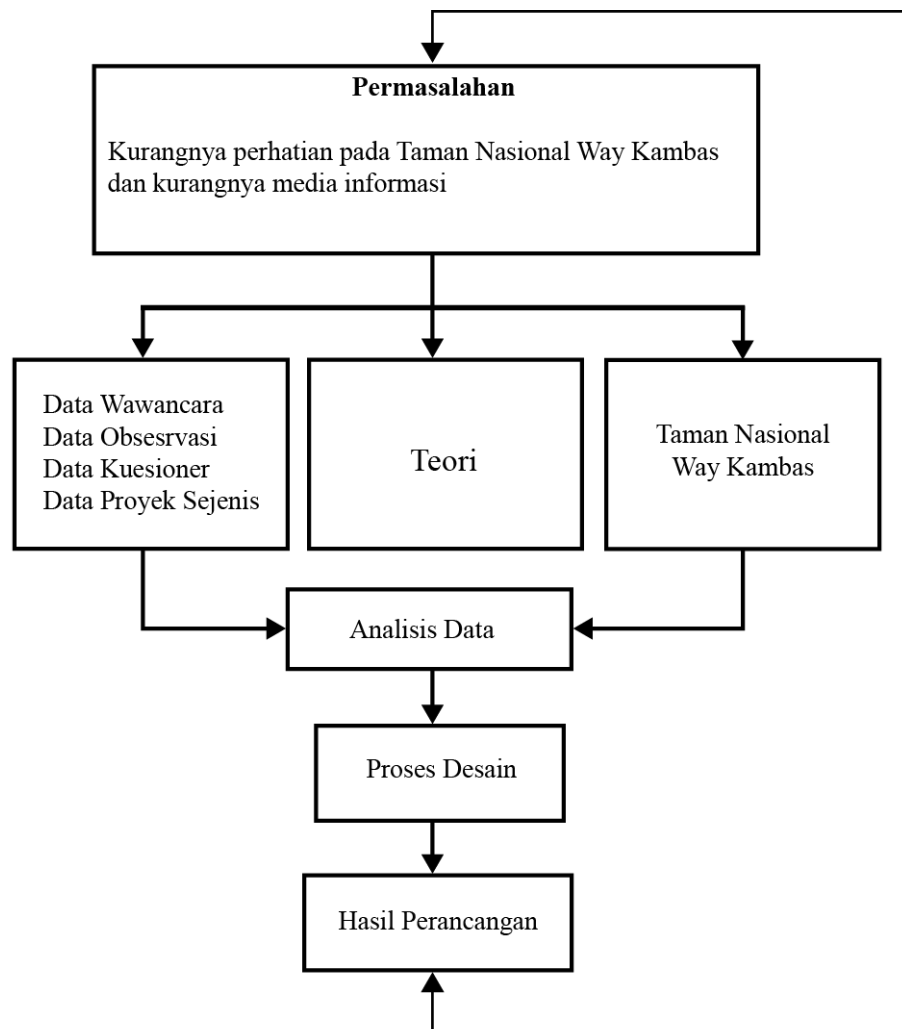 Permasalahan
Kurangnya perhatian pada Taman Nasional Way Kambas
dan kurangnya media informasi
Data Wawancara
Data Obsesrvasi
Data Kuesioner
Data Proyek Sejenis
Teori
Taman Nasional
Way Kambas
Analisis Data
Proses Desain
Hasil Perancangan